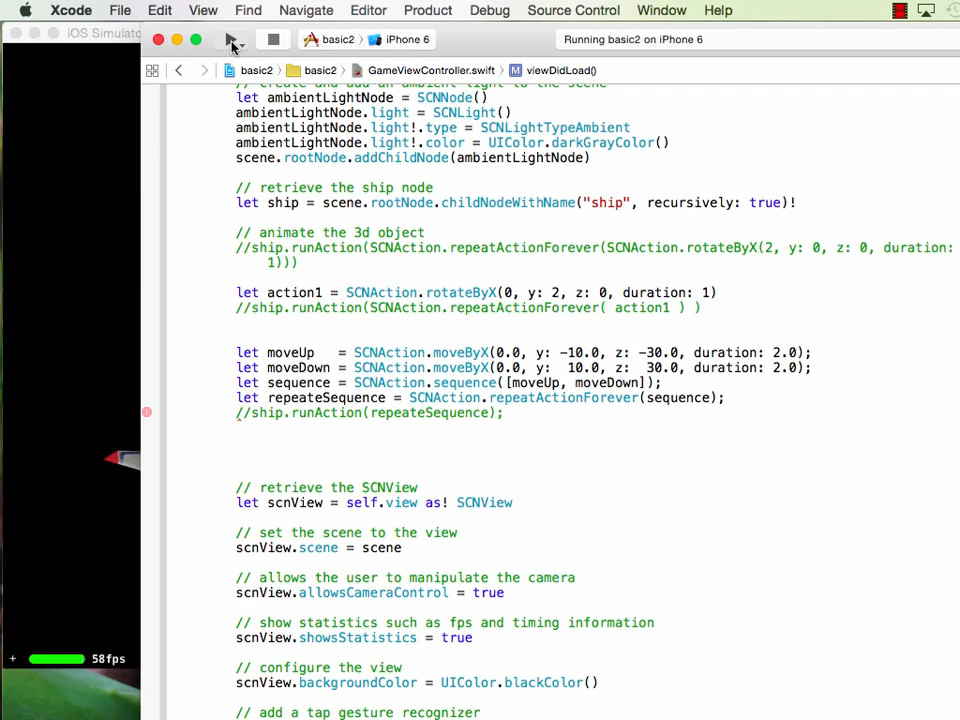 Xcode File Edit View Find Navigate Editor Product Debug Source Control Window Help
iOS Simulato
basic2 iPhone 6
Running basic2 on iPhone 6
basic2 basic2 GameViewController.swift M viewDidLoad()
// create and add an ambient light to the scene
let ambientLightNode = SCNNode()
ambientLightNode.light = SCNLight()
ambientLightNode.light!.type = SCNLightTypeAmbient
ambientLightNode.light!.color = UIColor.darkGrayColor()
scene.rootNode.addChildNode(ambientLightNode)
// retrieve the ship node
let ship = scene.rootNode.childNodeWithName("ship", recursively: true)!
// animate the 3d object
//ship.runAction(SCNAction.repeatActionForever(SCNAction.rotateByX(2, y: 0, z: 0, duration:
1)))
let action1 = SCNAction.rotateByX(0, y: 2, z: 0, duration: 1)
//ship.runAction(SCNAction.repeatActionForever( action1 ) )
let moveUp   = SCNAction.moveByX(0.0, y: -10.0, z: -30.0, duration: 2.0);
let moveDown = SCNAction.moveByX(0.0, y:  10.0, z:  30.0, duration: 2.0);
let sequence = SCNAction.sequence([moveUp, moveDown]);
let repeateSequence = SCNAction.repeatActionForever(sequence);
//ship.runAction(repeateSequence);
// retrieve the SCNView
let scnView = self.view as! SCNView
// set the scene to the view
scnView.scene = scene
// allows the user to manipulate the camera
scnView.allowsCameraControl = true
// show statistics such as fps and timing information
scnView.showsStatistics = true
// configure the view
scnView.backgroundColor = UIColor.blackColor()
// add a tap gesture recognizer
+ 58fps